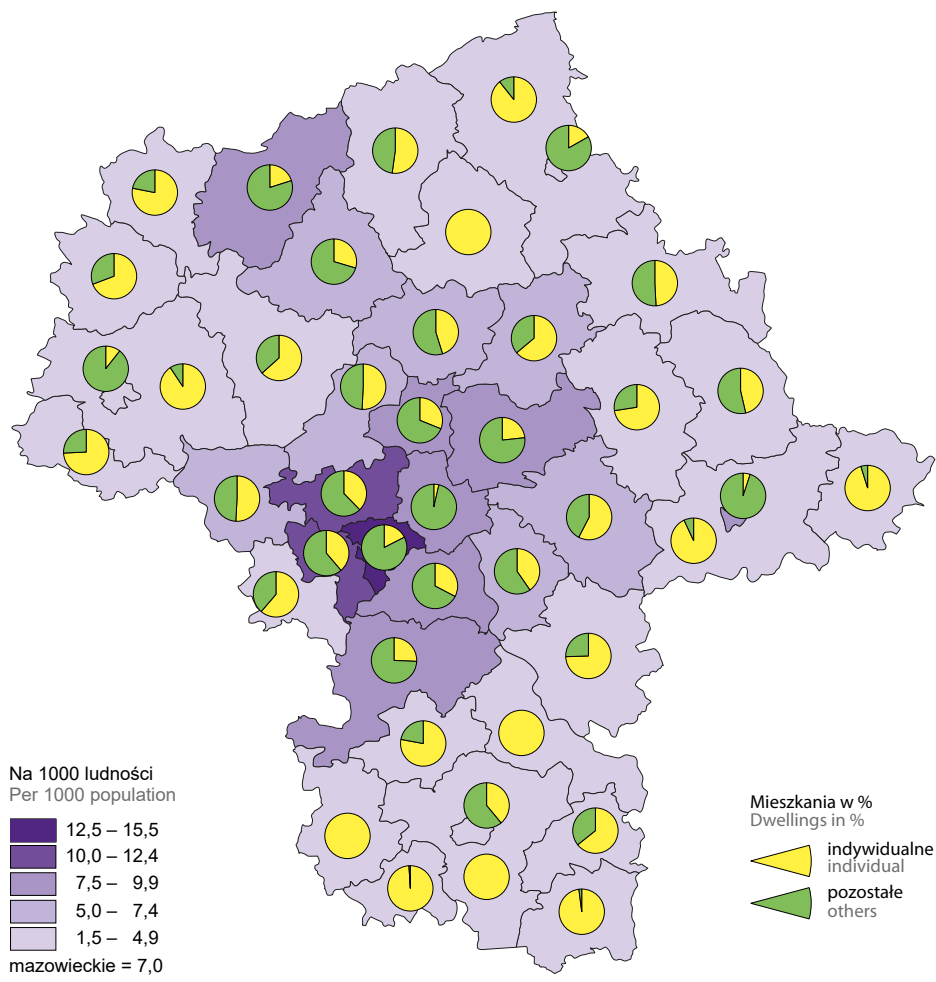 Na 1000 ludności
Per 1000 population
12,5 – 15,5
10,0 – 12,4
7,5 – 9,9
5,0 – 7,4
1,5 – 4,9
mazowieckie = 7,0
Mieszkania w %
Dwellings in %
indywidualne
individual
pozostałe
others